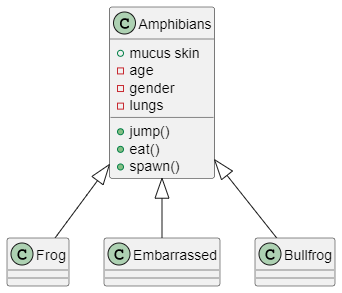 C Amphibians
mucus skin
age
gender
lungs
jump()
eat()
spawn()
C Frog
C Embarrassed
C Bullfrog